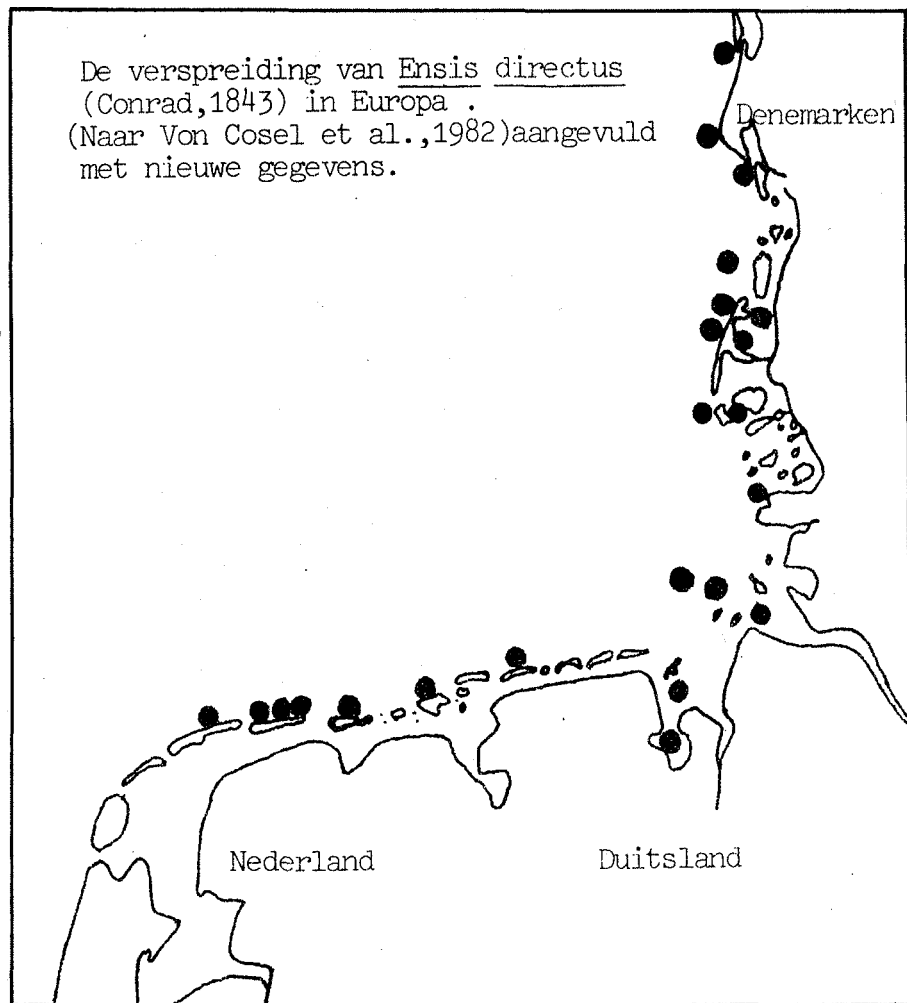 De verspreiding van Ensis directus
(Conrad,1843) in Europa .
(Naar Von Cosel et al.,1982)aangevuld
met nieuwe gegevens.
Denemarken
Nederland
Duitsland